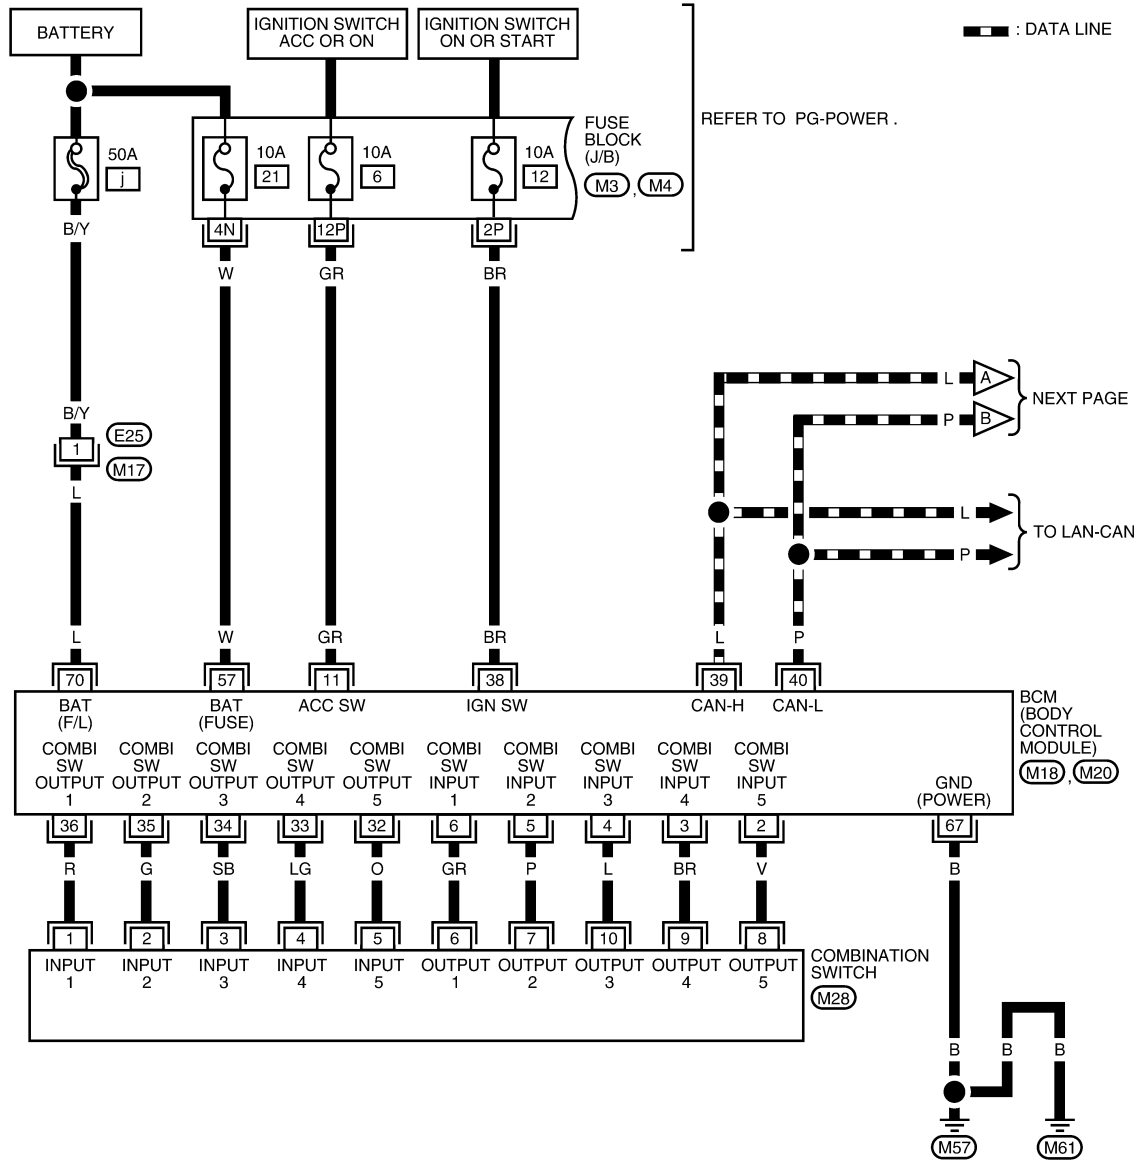 BATTERY
IGNITION SWITCH
ACC OR ON
IGNITION SWITCH
ON OR START
: DATA LINE
REFER TO PG-POWER .
50A
j
10A
21
10A
6
10A
12
FUSE
BLOCK
(J/B)
M3 , M4
4N
12P
2P
B/Y
W
GR
BR
B/Y
1
E25
M17
L
L A
P B
NEXT PAGE
L
P
TO LAN-CAN
L W GR BR L P
70 57 11 38 39 40
BAT
(F/L)
BAT
(FUSE)
ACC SW
IGN SW
CAN-H
CAN-L
BCM
(BODY
CONTROL
MODULE)
M18 , M20
COMBI
SW
OUTPUT
1
COMBI
SW
OUTPUT
2
COMBI
SW
OUTPUT
3
COMBI
SW
OUTPUT
4
COMBI
SW
OUTPUT
5
COMBI
SW
INPUT
1
COMBI
SW
INPUT
2
COMBI
SW
INPUT
3
COMBI
SW
INPUT
4
COMBI
SW
INPUT
5
GND
(POWER)
36 35 34 33 32 6 5 4 3 2 67
R G SB LG O GR P L BR V B
1 2 3 4 5 6 7 10 9 8
INPUT
1
INPUT
2
INPUT
3
INPUT
4
INPUT
5
OUTPUT
1
OUTPUT
2
OUTPUT
3
OUTPUT
4
OUTPUT
5
COMBINATION
SWITCH
M28
B B B
M57
M61